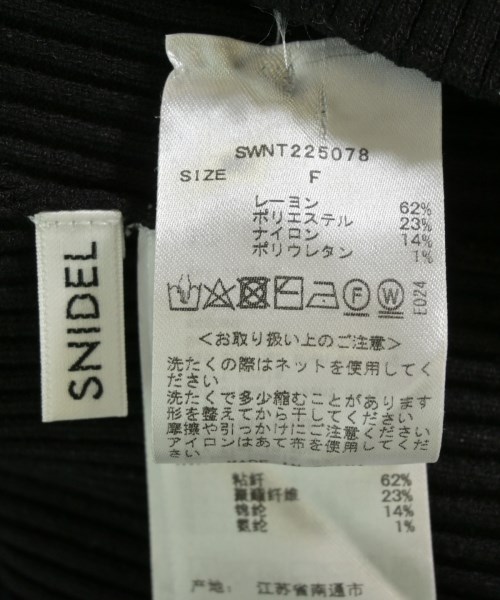 SNIDEL
SWNT225078
SIZE F
レーヨン 62%
ポリエステル 23%
ナイロン 14%
ポリウレタン 1%
F W E024
<お取り扱い上のご注意>
洗たくの際はネットを使用してく
ださい
洗たくで多少縮むことがあります
形を整えてから干してください
摩擦や引っかけにご注意ください
アイロンはあて布を使用してくだ
さい
粘纤 62%
聚酯纤维 23%
锦纶 14%
氨纶 1%
产地: 江苏省南通市